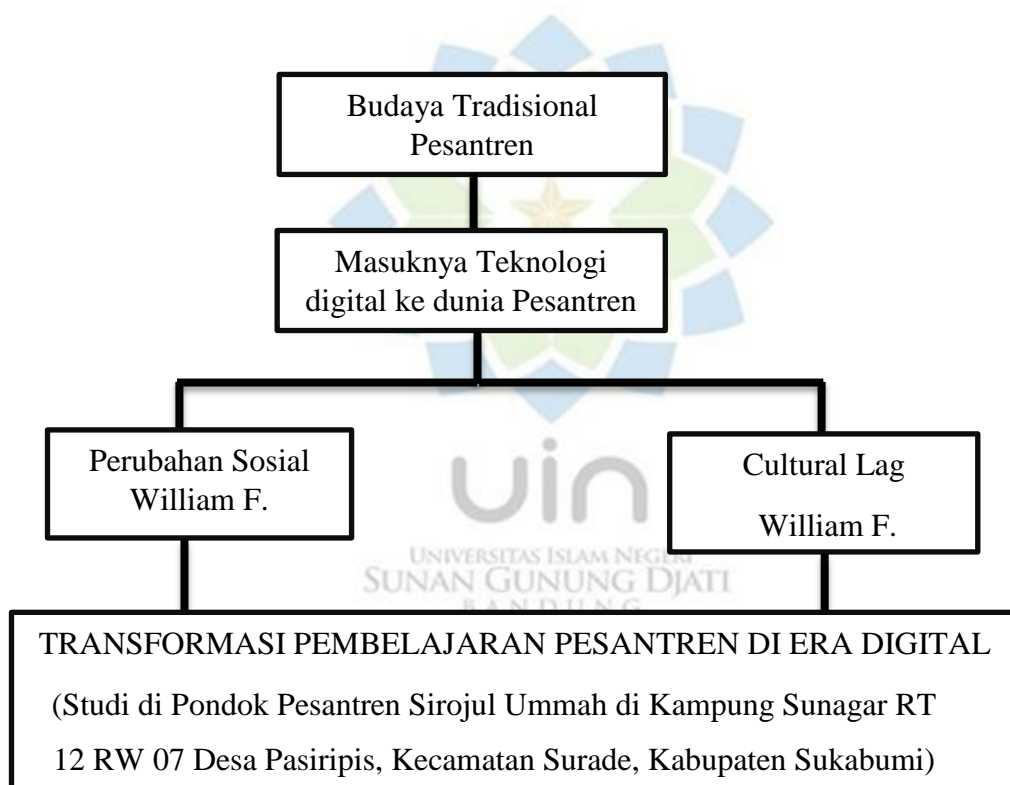 Budaya Tradisional
Pesantren
Masuknya Teknologi
digital ke dunia Pesantren
Perubahan Sosial
William F.
Cultural Lag
William F.
uin
UNIVERSITAS ISLAM NEGERI
SUNAN GUNUNG DJATI
BANDUNG
TRANSFORMASI PEMBELAJARAN PESANTREN DI ERA DIGITAL
(Studi di Pondok Pesantren Sirojul Ummah di Kampung Sunagar RT
12 RW 07 Desa Pasiripis, Kecamatan Surade, Kabupaten Sukabumi)